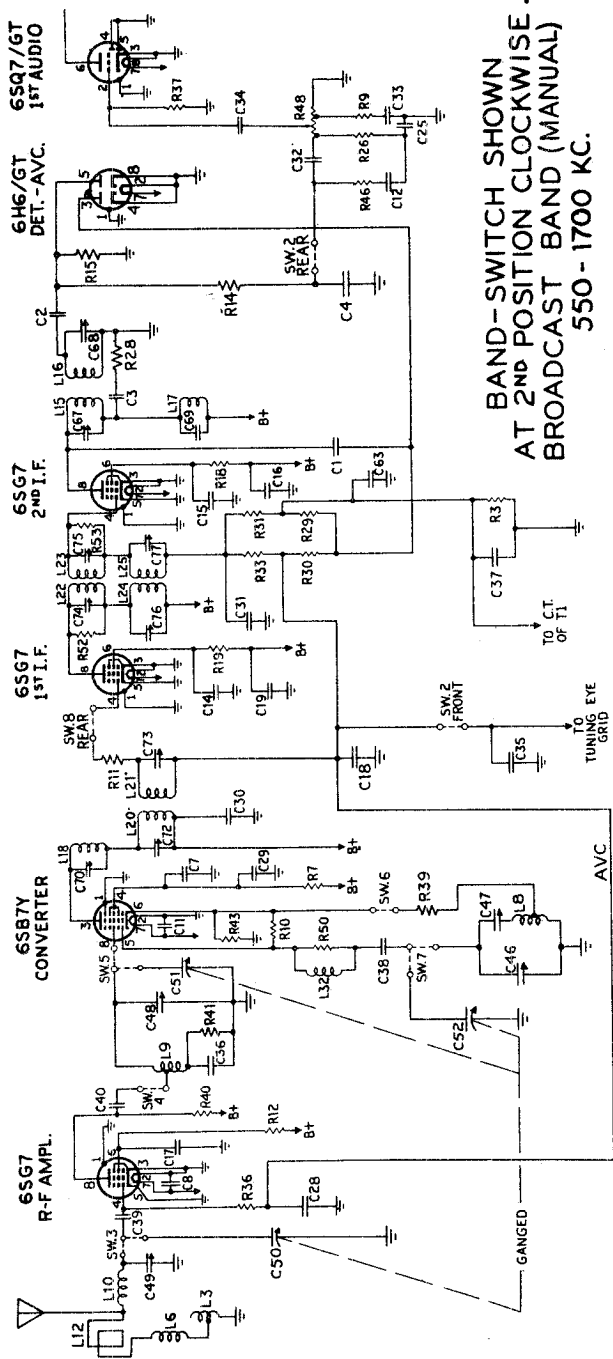 6SG7
R-F AMPL.
6SB7Y
CONVERTER
6SG7
1ST I.F.
6SG7
2ND I.F.
6H6/GT
DET.-AVC.
6SQ7/GT
1ST AUDIO
L12
L10
L6
L3
C49
SW.3
C39
C50
C8
C17
R36
C28
R12
R40
C40
SW.
4
L9
C36
R41
C48
SW.5
C51
C11
R43
R10
L32
R50
C38
SW.7
C52
C46
C47
L8
R39
SW.6
C7
C29
R7
B+
B+
B+
B+
C70
L18
L20
C72
C30
L21
C73
R11
SW.8
REAR
C18
C14
R19
C19
B+
B+
R52
C74
L22
L23
C75
R53
C76
L24
L25
C77
C31
R33
R31
R30
R29
C15
R18
C16
B+
C63
C1
C67
L15
L16
C68
C69
L17
B+
C3
R28
C2
R15
R14
C4
SW.2
REAR
R46
C12
C32
R26
C25
R48
R9
C33
C34
R37
SW.2
FRONT
C35
TO
TUNING EYE
GRID
TO C.T.
OF T1
C37
R3
AVC
GANGED
BAND-SWITCH SHOWN
AT 2ND POSITION CLOCKWISE.
BROADCAST BAND (MANUAL)
550-1700 KC.